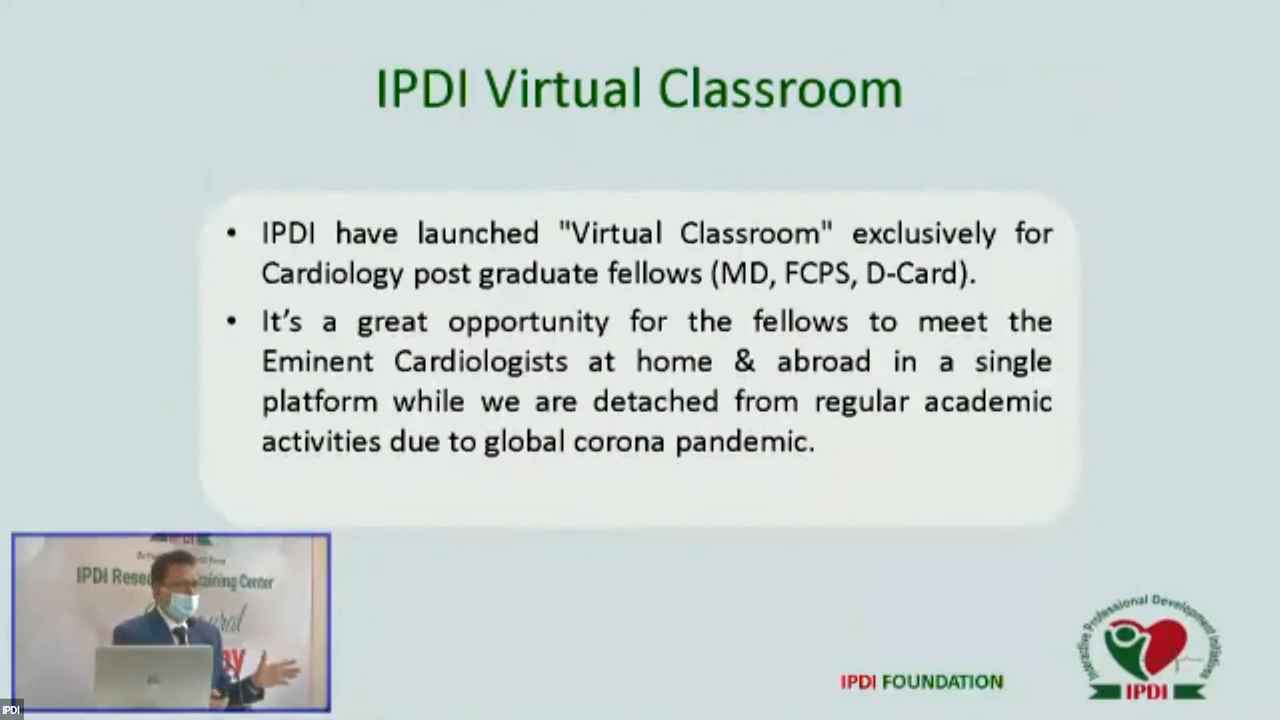 IPDI Virtual Classroom
• IPDI have launched "Virtual Classroom" exclusively for
Cardiology post graduate fellows (MD, FCPS, D-Card).
• It’s a great opportunity for the fellows to meet the
Eminent Cardiologists at home & abroad in a single
platform while we are detached from regular academic
activities due to global corona pandemic.
IPDI
IPDI Training Center
IPDI FOUNDATION
Interactive Professional Development Initiatives
IPDI
IPDI